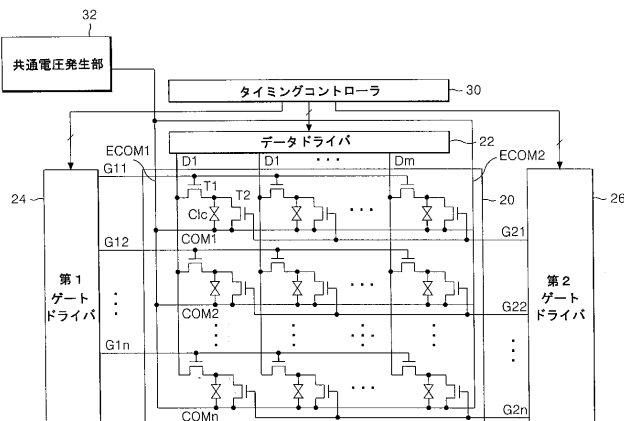 32
共通電圧発生部
タイミングコントローラ
30
データドライバ
22
ECOM1
D1
D1
Dm
ECOM2
24
G11
T1
T2
20
26
Clc
COM1
G21
G12
第1
ゲート
ドライバ
第2
ゲート
ドライバ
COM2
G22
G1n
COMn
G2n